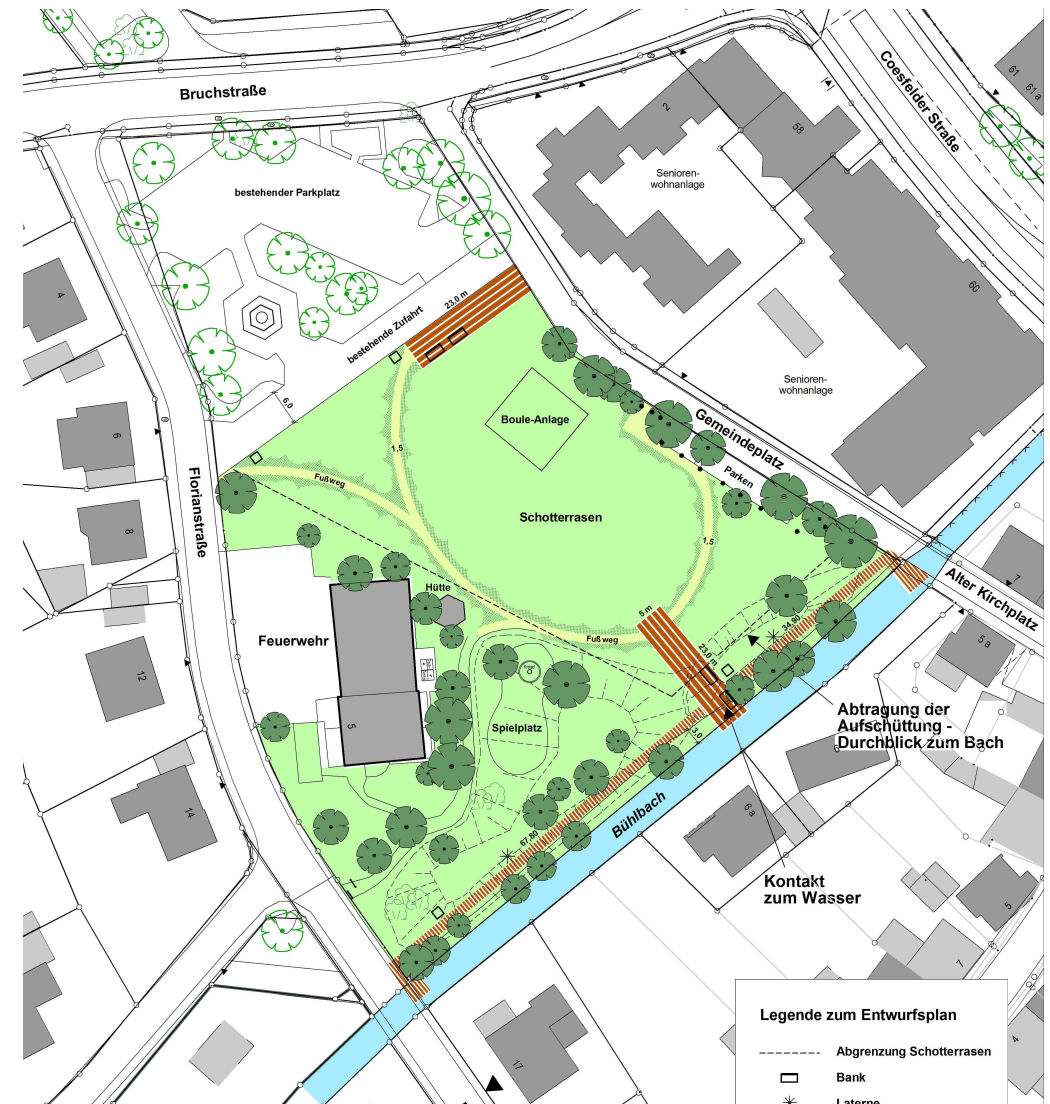 Bruchstraße
Coesfelder Straße
61
61 a
2
58
Senioren-
wohnanlage
bestehender Parkplatz
4
60
23,0 m
bestehende Zufahrt
Senioren-
wohnanlage
6,0
Boule-Anlage
Gemeindeplatz
6
1,5
Parken
Fußweg
Florianstraße
Schotterrasen
8
1,5
Alter Kirchplatz
7
Hütte
5 m
34,90
Feuerwehr
Fußweg
5 a
23,0 m
12
5
Spielplatz
3,0
Abtragung der
Aufschüttung -
Durchblick zum Bach
Bühlbach
14
6 a
67,80
Kontakt
zum Wasser
5
7
Legende zum Entwurfsplan
Abgrenzung Schotterrasen
4
17
Bank
Laterne